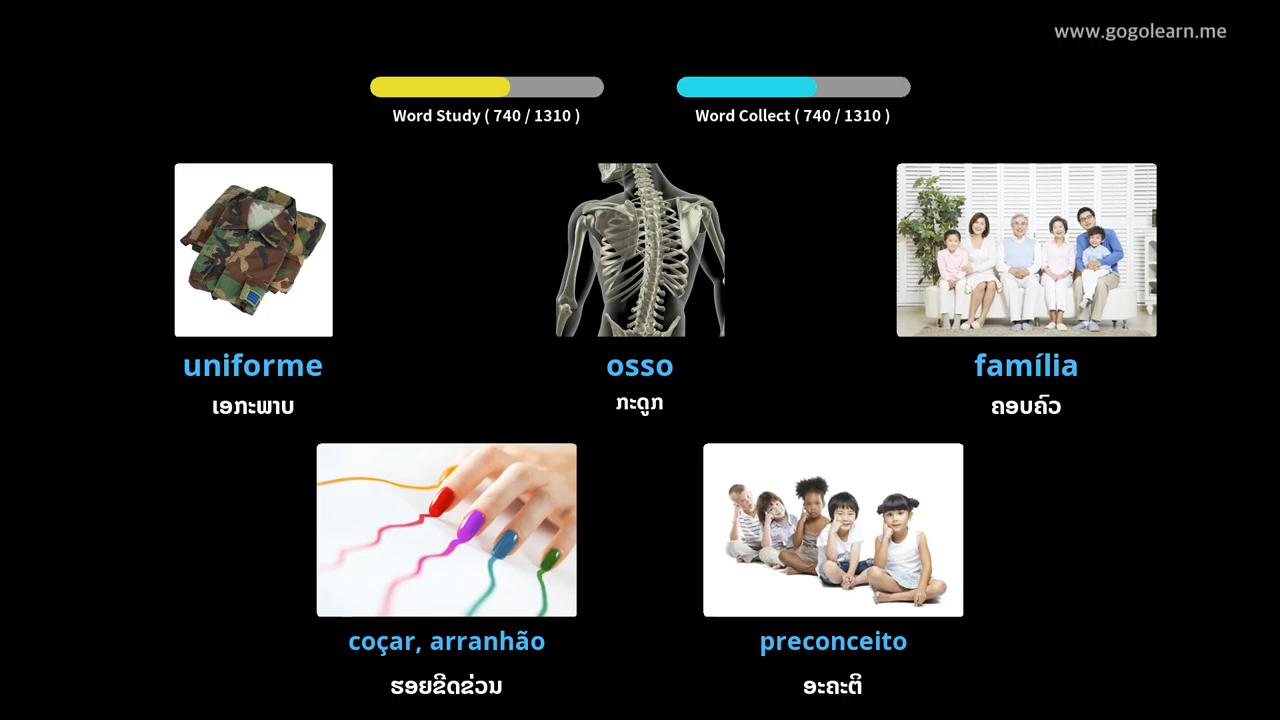 www.gogolearn.me
Word Study ( 740 / 1310 )
Word Collect ( 740 / 1310 )
uniforme
ເອກະພາບ
osso
ກະດູກ
família
ຄອບຄົວ
coçar, arranhão
ຮອຍຂີດຂ່ວນ
preconceito
ອະຄະຕິ